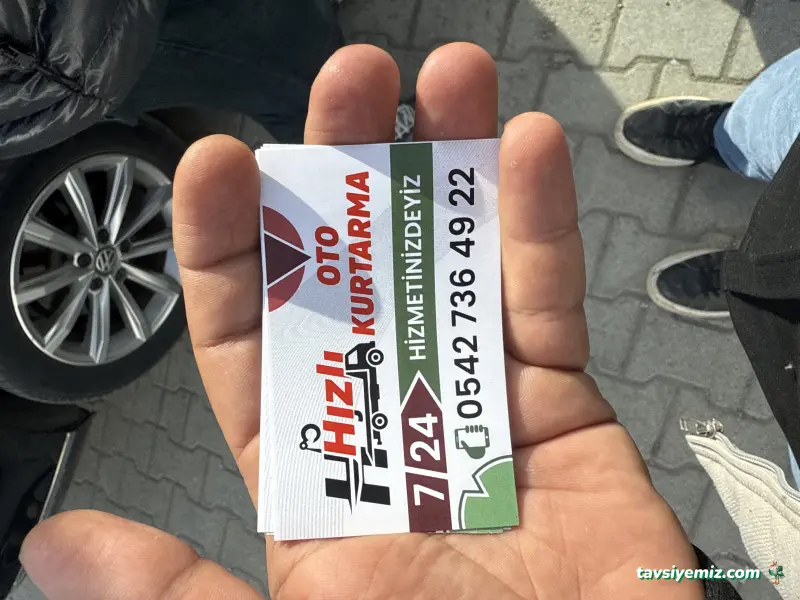 Hızlı
OTO
KURTARMA
7/24 HİZMETİNİZDEYİZ
0542 736 49 22
tavsiyemiz.com